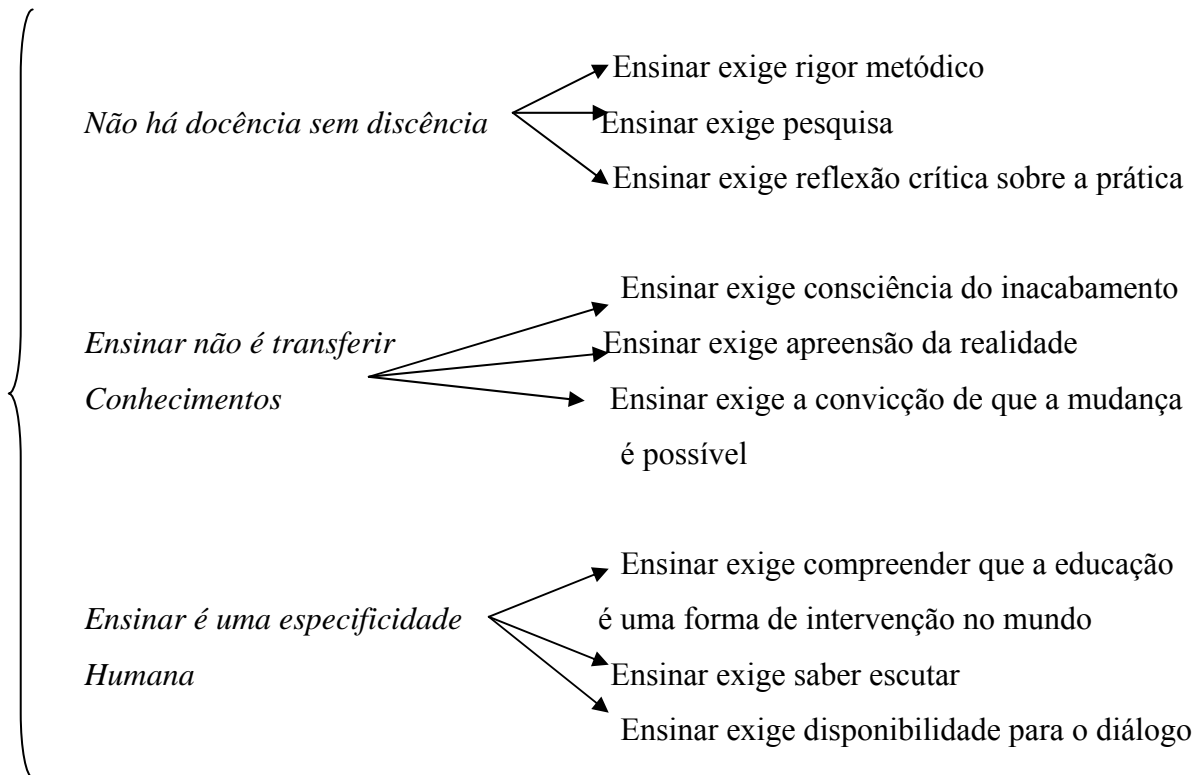 Ensinar exige rigor metódico
Não há docência sem discência
Ensinar exige pesquisa
Ensinar exige reflexão crítica sobre a prática
Ensinar exige consciência do inacabamento
Ensinar não é transferir
Ensinar exige apreensão da realidade
Conhecimentos
Ensinar exige a convicção de que a mudança
é possível
Ensinar exige compreender que a educação
Ensinar é uma especificidade
é uma forma de intervenção no mundo
Humana
Ensinar exige saber escutar
Ensinar exige disponibilidade para o diálogo